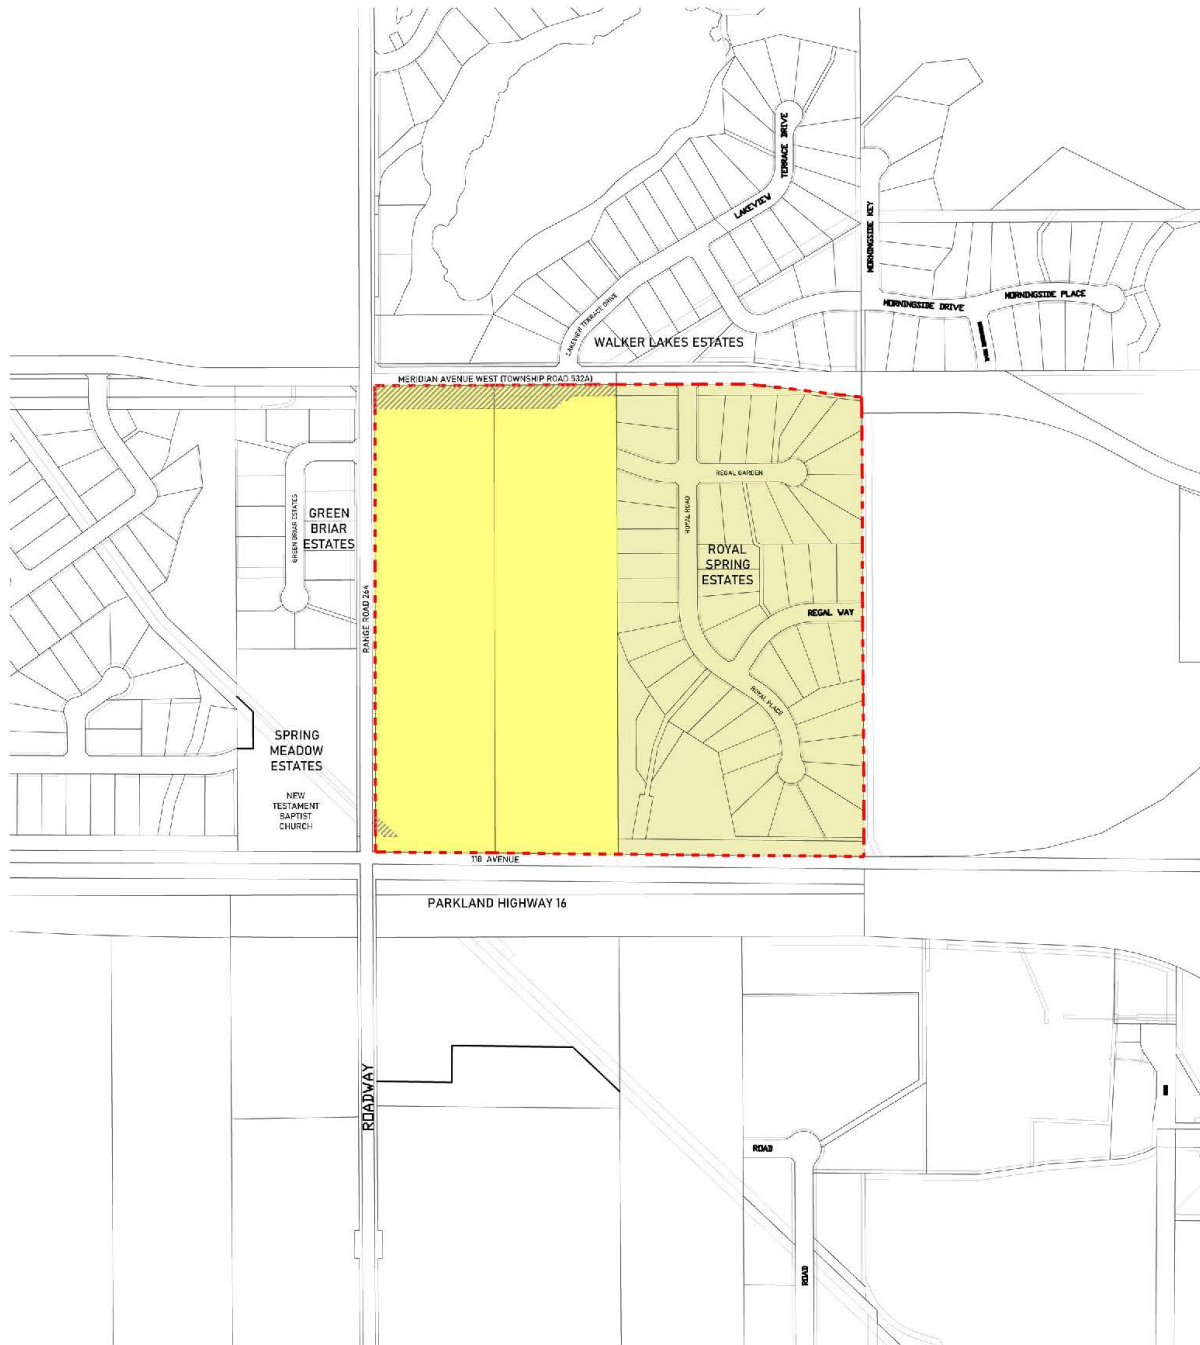 TERRACE DRIVE
LAKEVIEW
MORNINGSIDE KEY
MORNINGSIDE DRIVE
MORNINGSIDE PLACE
LAKEVIEW TERRACE DRIVE
WALKER LAKES ESTATES
MERIDIAN AVENUE WEST (TOWNSHIP ROAD 532A)
REGAL GARDEN
ROYAL ROAD
GREEN BRIAR ESTATES
GREEN
BRIAR
ESTATES
ROYAL
SPRING
ESTATES
RANGE ROAD 264
REGAL WAY
ROYAL PLACE
SPRING
MEADOW
ESTATES
NEW
TESTAMENT
BAPTIST
CHURCH
118 AVENUE
PARKLAND HIGHWAY 16
ROADWAY
ROAD
ROAD